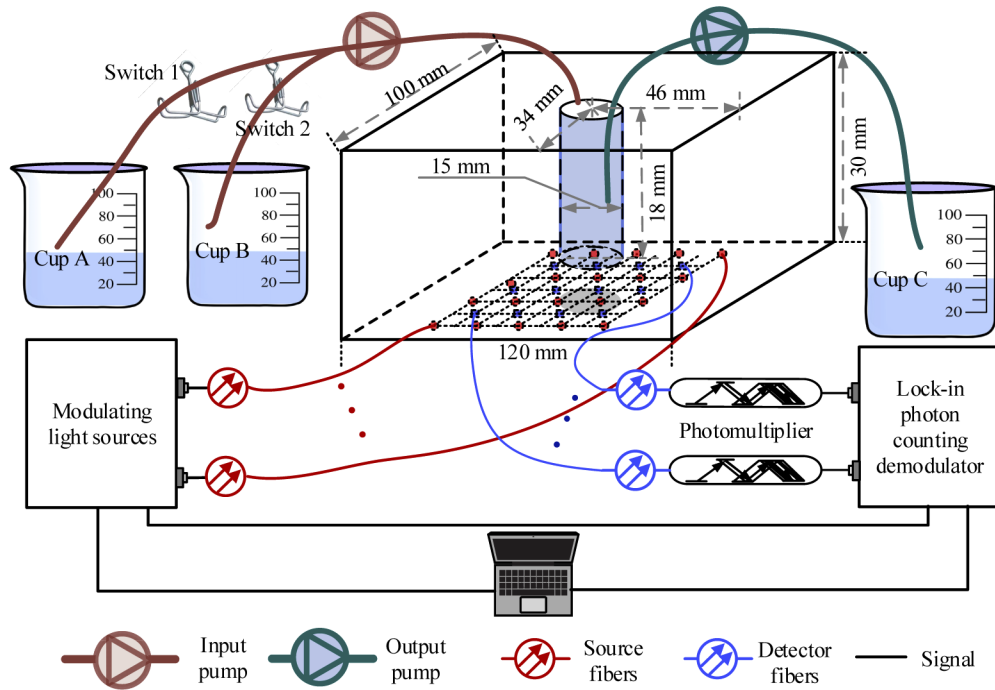 Switch 1
Switch 2
100 mm
34 mm
46 mm
15 mm
18 mm
30 mm
120 mm
100
80
60
40
20
Cup A
100
80
60
40
20
Cup B
100
80
60
40
20
Cup C
Modulating
light sources
Photomultiplier
Lock-in
photon
counting
demodulator
Input
pump
Output
pump
Source
fibers
Detector
fibers
Signal